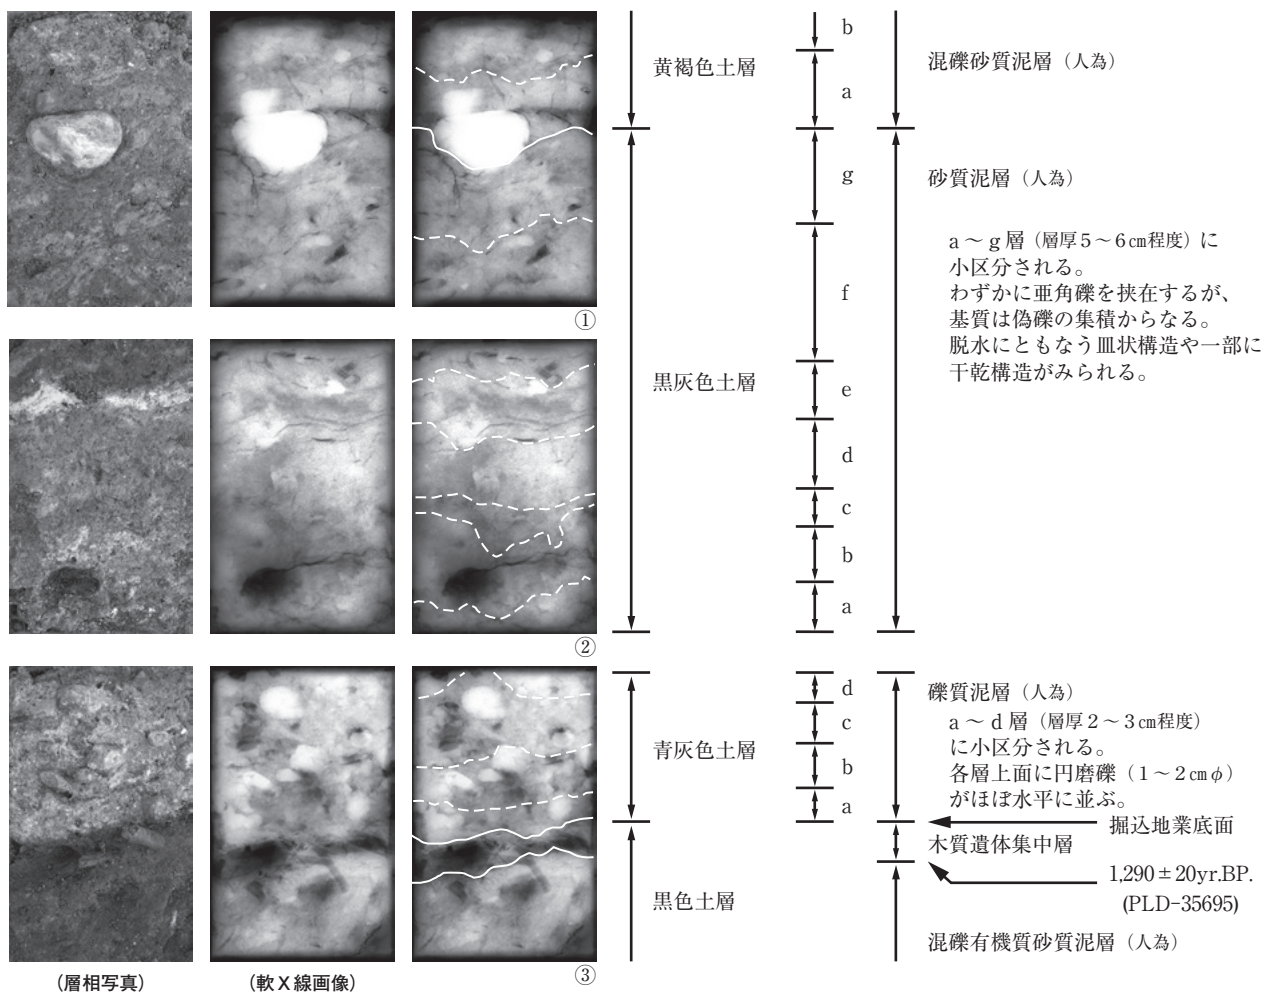 黄褐色土層
b
a
混礫砂質泥層（人為）
①
黒灰色土層
g
f
e
d
c
b
a
砂質泥層（人為）
a～g層（層厚５～６㎝程度）に
小区分される。
わずかに亜角礫を挟在するが、
基質は偽礫の集積からなる。
脱水にともなう皿状構造や一部に
干乾構造がみられる。
②
青灰色土層
d
c
b
a
礫質泥層（人為）
a～d層（層厚２～３㎝程度）
に小区分される。
各層上面に円磨礫（１～２㎝φ）
がほぼ水平に並ぶ。
掘込地業底面
木質遺体集中層
1,290±20yr.BP.
(PLD-35695)
黒色土層
混礫有機質砂質泥層（人為）
③
（層相写真）
（軟Ｘ線画像）